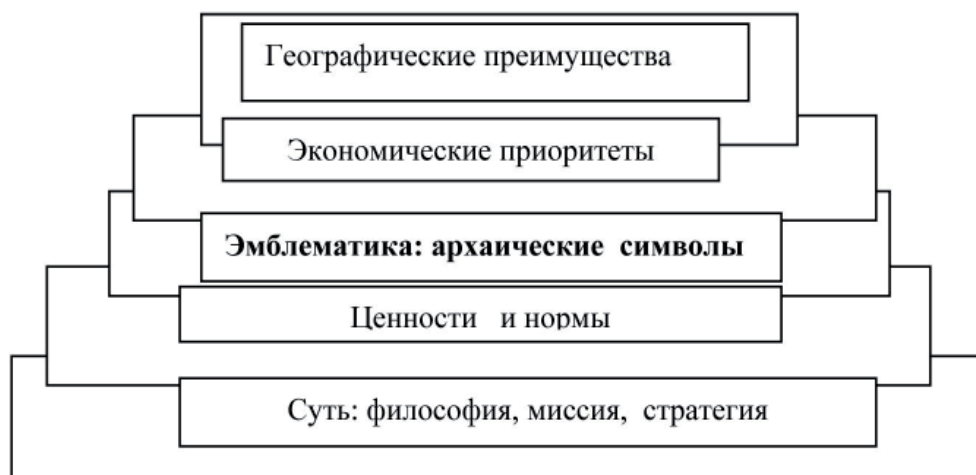 Географические преимущества
Экономические приоритеты
Эмблематика: архаические символы
Ценности и нормы
Суть: философия, миссия, стратегия